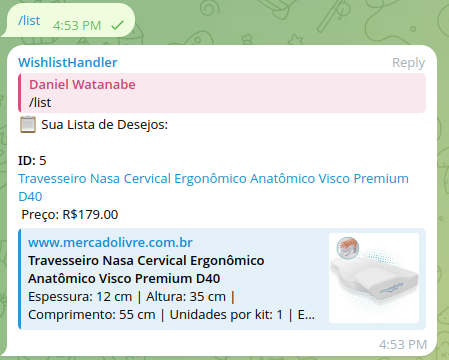 /list
4:53 PM
WishlistHandler
Reply
Daniel Watanabe
/list
Sua Lista de Desejos:
ID: 5
Travesseiro Nasa Cervical Ergonômico Anatômico Visco Premium
D40
Preço: R$179.00
www.mercadolivre.com.br
Travesseiro Nasa Cervical Ergonômico
Anatômico Visco Premium D40
Espessura: 12 cm | Altura: 35 cm |
Comprimento: 55 cm | Unidades por kit: 1 | E...
4:53 PM